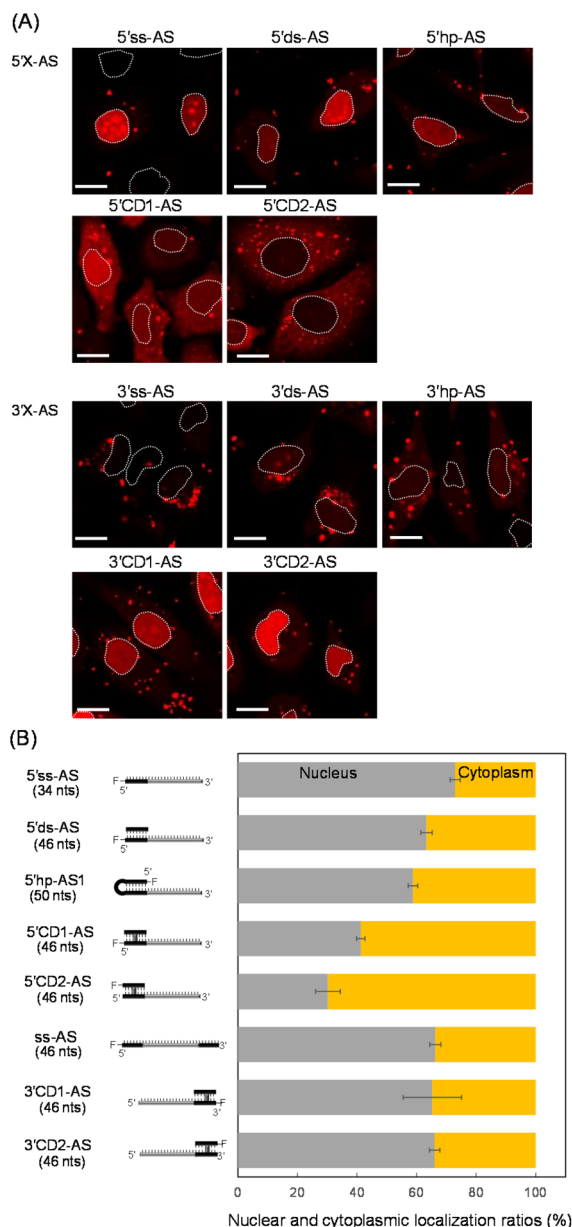 (A)
5'ss-AS 5'ds-AS 5'hp-AS
5'X-AS
5'CD1-AS 5'CD2-AS
3'ss-AS 3'ds-AS 3'hp-AS
3'X-AS
3'CD1-AS 3'CD2-AS
(B)
Nucleus Cytoplasm
5'ss-AS
(34 nts)
F 5' 3'
5'ds-AS
(46 nts)
F 5' 3'
5'hp-AS1
(50 nts)
5' F 3'
5'CD1-AS
(46 nts)
F 5' 3'
5'CD2-AS
(46 nts)
F 5' 3'
ss-AS
(46 nts)
F 5' 3'
3'CD1-AS
(46 nts)
5' F 3'
3'CD2-AS
(46 nts)
5' F 3'
0 20 40 60 80 100
Nuclear and cytoplasmic localization ratios (%)